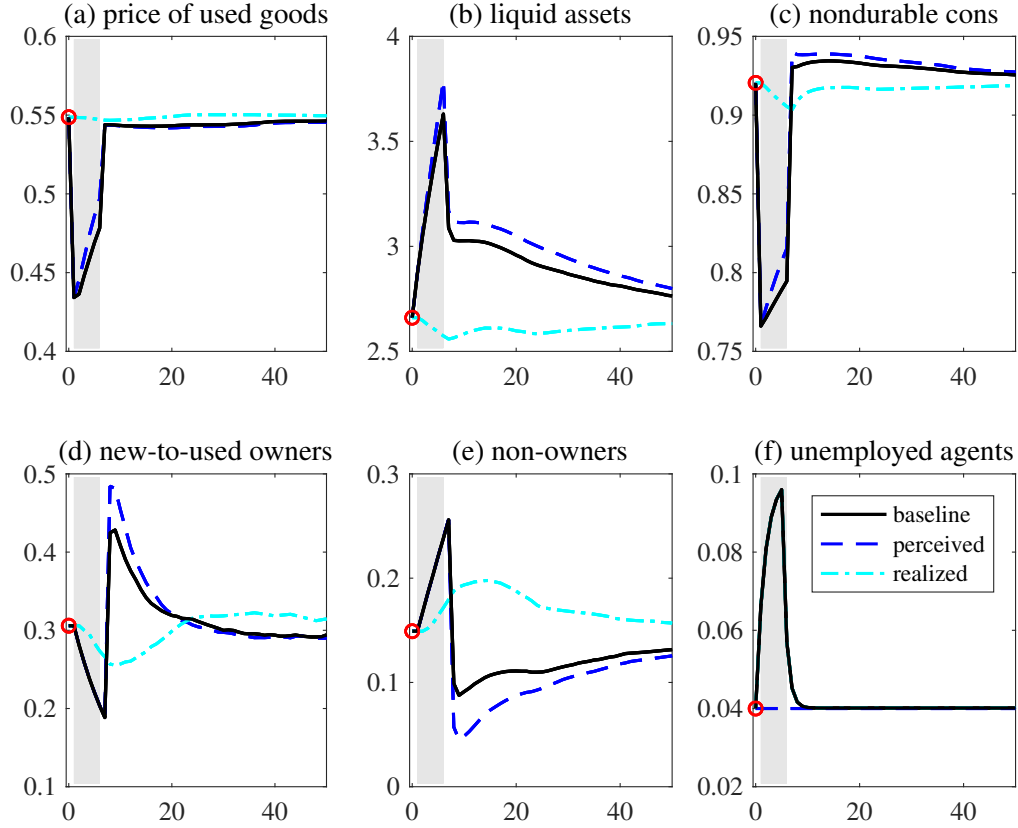 (a) price of used goods
0.6
0.55
0.5
0.45
0.4
0 20 40
(b) liquid assets
4
3.5
3
2.5
0 20 40
(c) nondurable cons
0.95
0.9
0.85
0.8
0.75
0 20 40
(d) new-to-used owners
0.5
0.4
0.3
0.2
0.1
0 20 40
(e) non-owners
0.3
0.2
0.1
0
0 20 40
(f) unemployed agents
0.1
0.08
0.06
0.04
0.02
0 20 40
baseline
perceived
realized